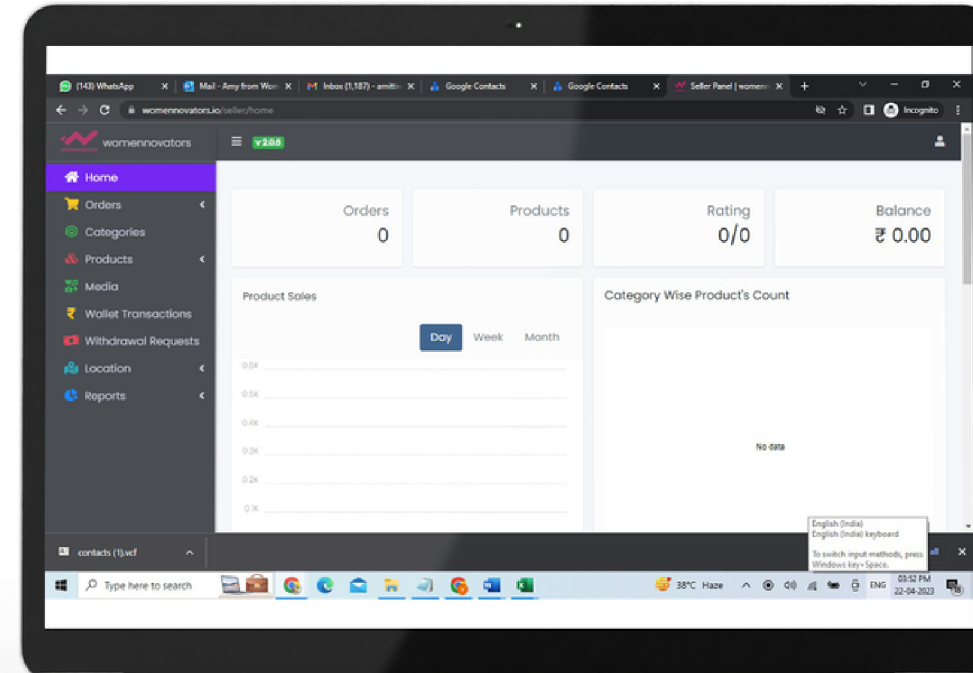 (143) WhatsApp
Mail - Amy from Wom
Inbox (1,187) - amitti
Google Contacts
Google Contacts
Seller Panel | women
womennovators.io/seller/home
Incognito
womennovators
v 2.0.8
Home
Orders
Categories
Products
Media
Wallet Transactions
Withdrawal Requests
Location
Reports
Orders
0
Products
0
Rating
0/0
Balance
₹ 0.00
Product Sales
Day Week Month
0.6K
0.5K
0.4K
0.3K
0.2K
0.1K
Category Wise Product's Count
No data
English (India)
English (India) keyboard
To switch input methods, press
Windows key+Space.
contacts (1).vcf
Type here to search
38°C Haze
ENG
03:52 PM
22-04-2023